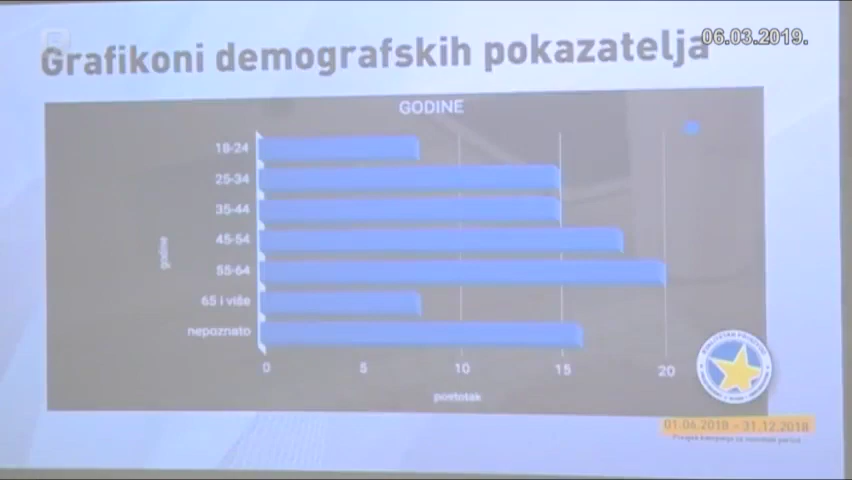 06.03.2019.
Grafikoni demografskih pokazatelja
GODINE
18-24
25-34
35-44
45-54
55-64
65 i više
nepoznato
godine
0 5 10 15 20
postotak
01.06.2018 - 31.12.2018